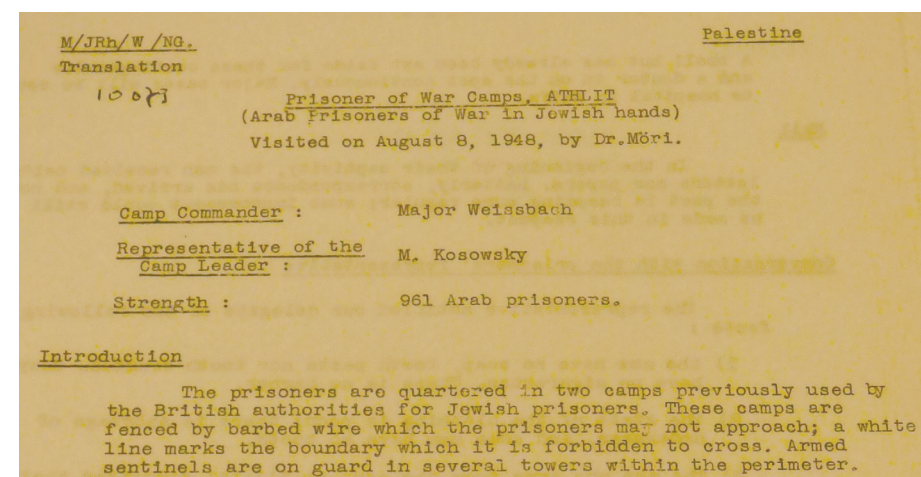 M/JRh/W /NG.
Palestine
Translation
Prisoner of War Camps, ATHLIT
(Arab Prisoners of War in Jewish hands)
Visited on August 8, 1948, by Dr.Möri.
Camp Commander : Major Weissbach
Representative of the
Camp Leader : M. Kosowsky
Strength : 961 Arab prisoners.
Introduction
The prisoners are quartered in two camps previously used by
the British authorities for Jewish prisoners. These camps are
fenced by barbed wire which the prisoners may not approach; a white
line marks the boundary which it is forbidden to cross. Armed
sentinels are on guard in several towers within the perimeter.